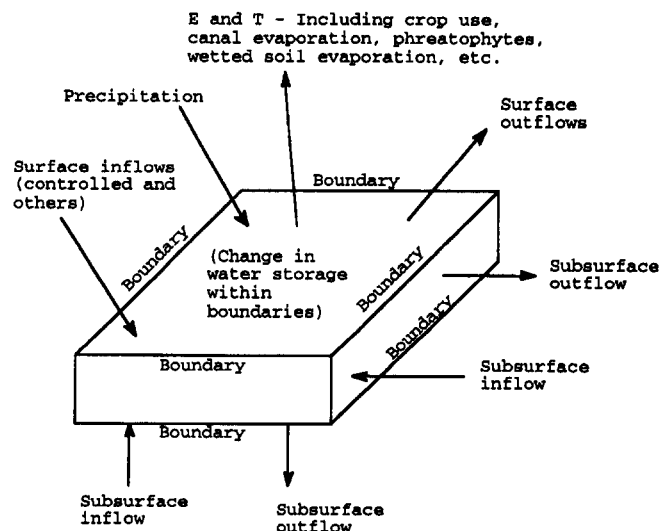 E and T - Including crop use,
canal evaporation, phreatophytes,
wetted soil evaporation, etc.
Precipitation
Surface
outflows
Surface inflows
(controlled and
others)
Boundary
Boundary
(Change in
water storage
within
boundaries)
Boundary
Subsurface
outflow
Boundary
Boundary
Subsurface
inflow
Boundary
Subsurface
inflow
Subsurface
outflow